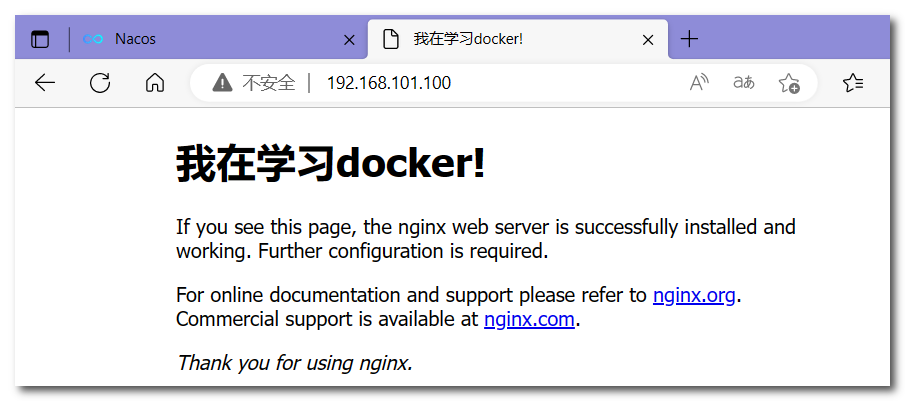 Nacos
我在学习docker!
不安全
192.168.101.100
我在学习docker!
If you see this page, the nginx web server is successfully installed and
working. Further configuration is required.
For online documentation and support please refer to nginx.org.
Commercial support is available at nginx.com.
Thank you for using nginx.